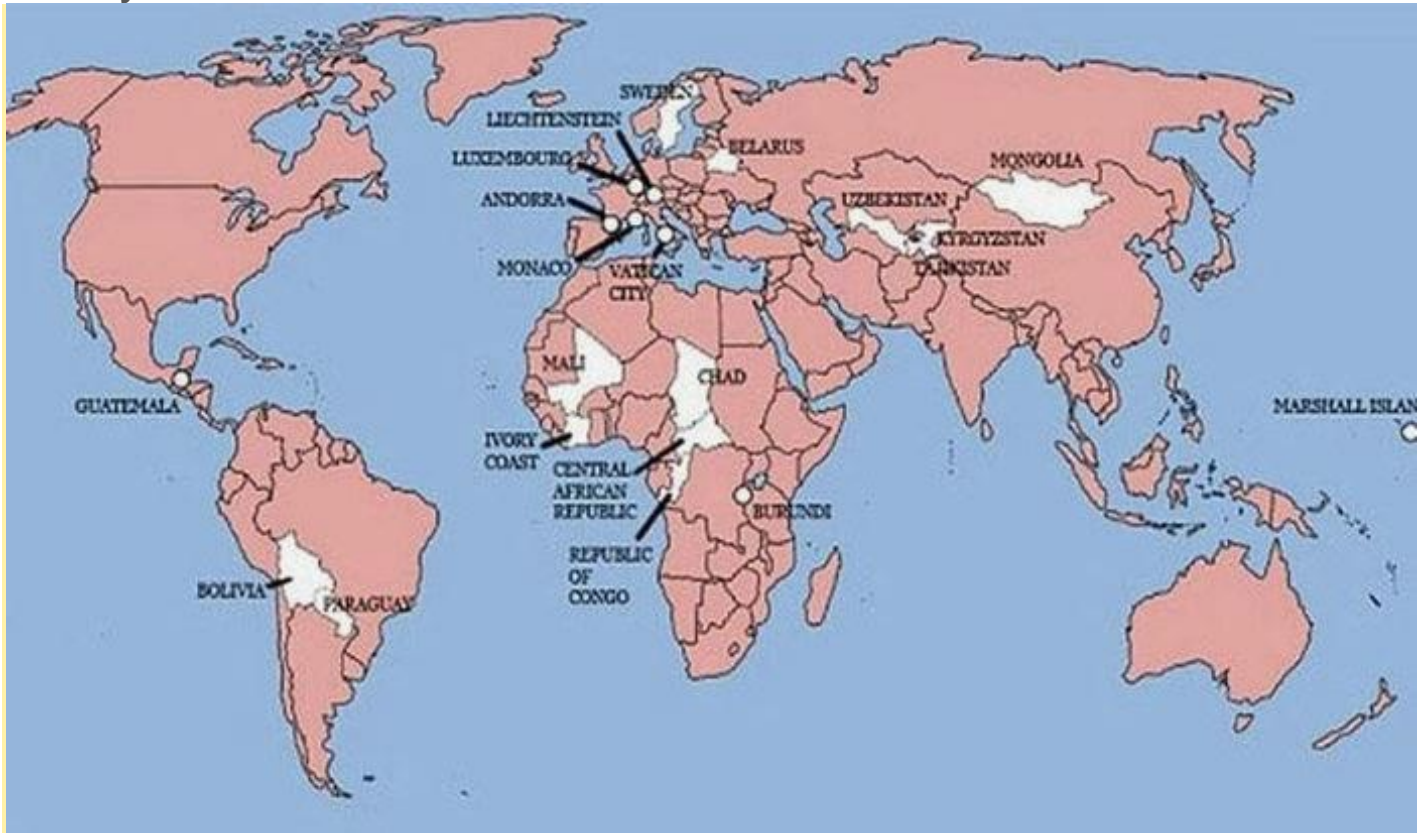 SWEDEN
LIECHTENSTEIN
LUXEMBOURG
BELARUS
MONGOLIA
ANDORRA
UZBEKISTAN
KYRGYZSTAN
MONACO
VATICAN
CITY
TAJIKISTAN
MALI
CHAD
GUATEMALA
MARSHALL ISLAN
IVORY
COAST
CENTRAL
AFRICAN
REPUBLIC
BURUNDI
REPUBLIC
OF
CONGO
BOLIVIA
PARAGUAY